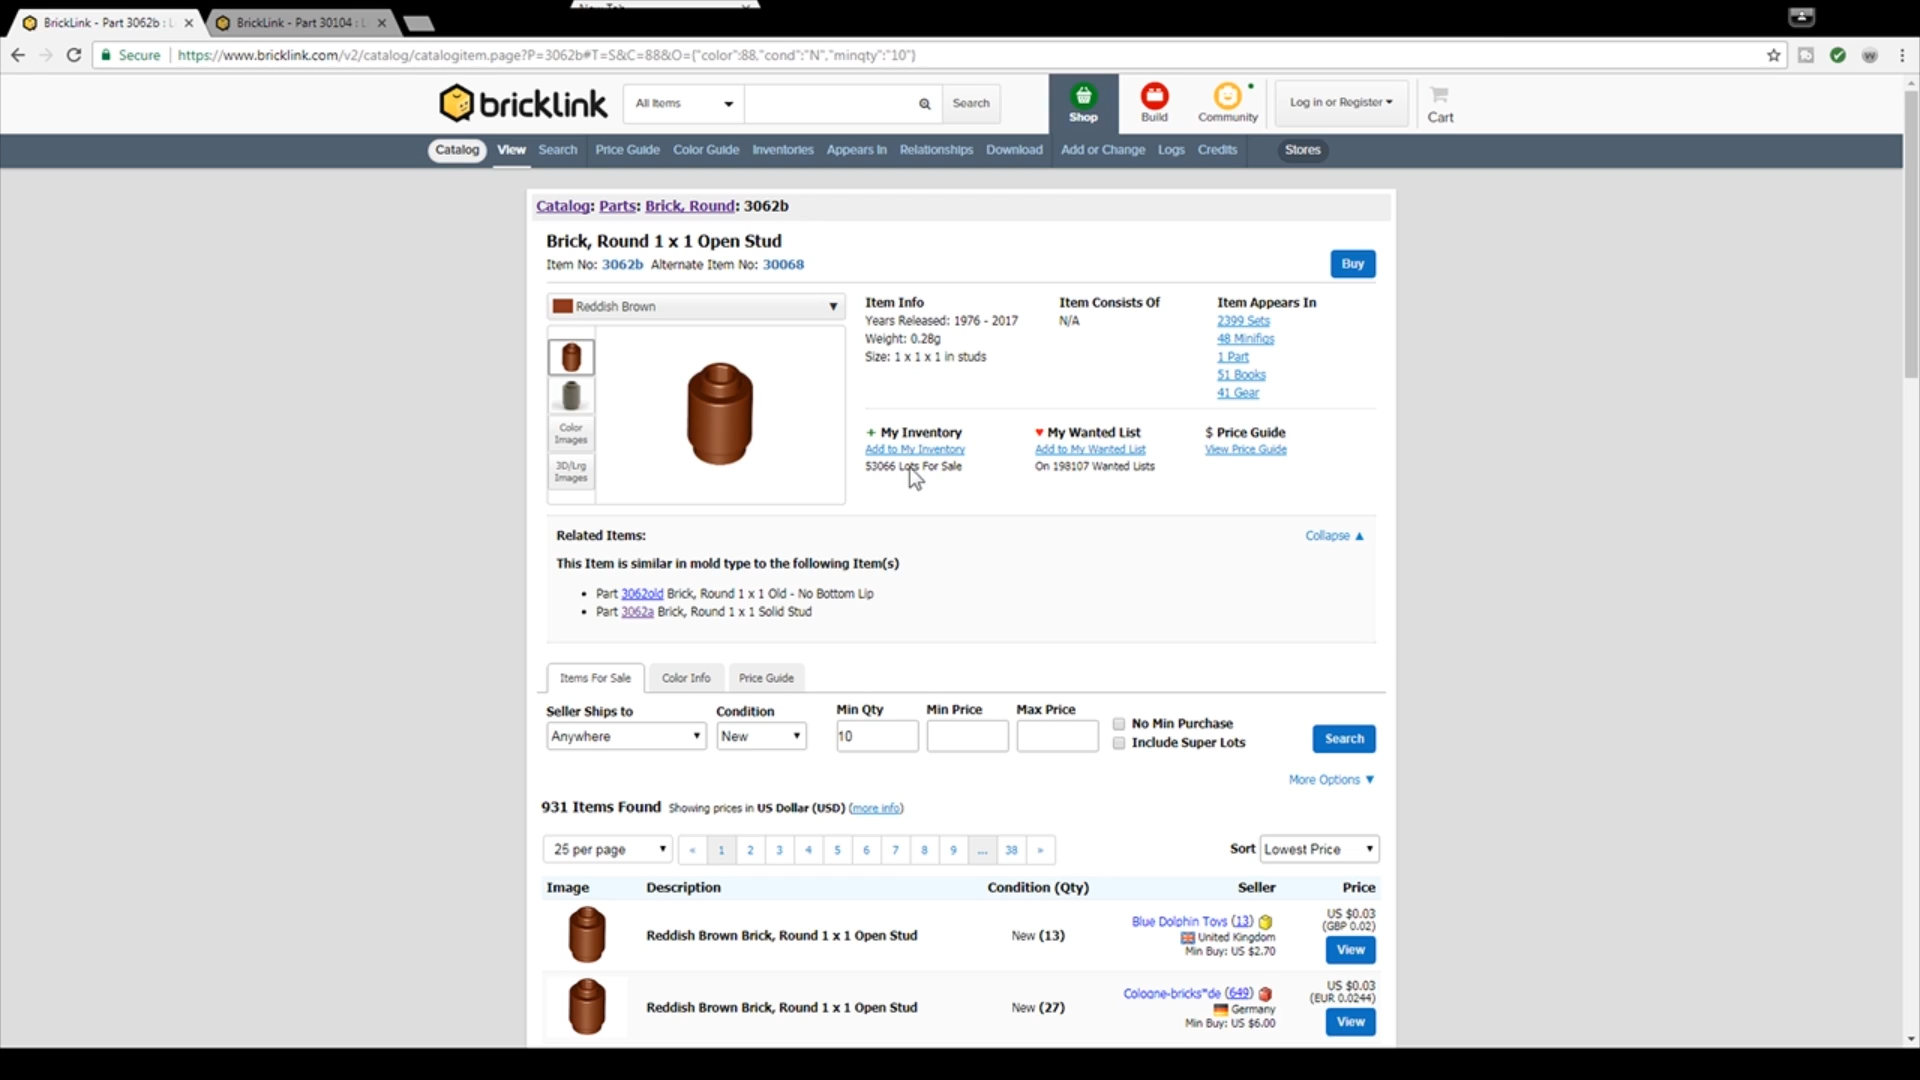 New Tab
BrickLink - Part 3062b : L
BrickLink - Part 30104 : L
Secure
https://www.bricklink.com/v2/catalog/catalogitem.page?P=3062b#T=S&C=88&O={"color":88,"cond":"N","minqty":"10"}
bricklink
All Items
Search
Shop
Build
Community
Log in or Register
Cart
Catalog View Search Price Guide Color Guide Inventories Appears In Relationships Download Add or Change Logs Credits Stores
Catalog: Parts: Brick, Round: 3062b
Brick, Round 1 x 1 Open Stud
Item No: 3062b Alternate Item No: 30068
Buy
Reddish Brown
Color
Images
3D/Lrg
Images
Item Info
Years Released: 1976 - 2017
Weight: 0.28g
Size: 1 x 1 x 1 in studs
Item Consists Of
N/A
Item Appears In
2399 Sets
48 Minifigs
1 Part
51 Books
41 Gear
+ My Inventory
Add to My Inventory
53066 Lots For Sale
♥ My Wanted List
Add to My Wanted List
On 198107 Wanted Lists
$ Price Guide
View Price Guide
Related Items:
Collapse ▲
This Item is similar in mold type to the following Item(s)
• Part 3062old Brick, Round 1 x 1 Old - No Bottom Lip
• Part 3062a Brick, Round 1 x 1 Solid Stud
Items For Sale Color Info Price Guide
Seller Ships to
Anywhere
Condition
New
Min Qty
10
Min Price
Max Price
No Min Purchase
Include Super Lots
Search
More Options ▼
931 Items Found Showing prices in US Dollar (USD) (more info)
25 per page
« 1 2 3 4 5 6 7 8 9 ... 38 »
Sort Lowest Price
Image Description Condition (Qty) Seller Price
Reddish Brown Brick, Round 1 x 1 Open Stud
New (13)
Blue Dolphin Toys (13)
United Kingdom
Min Buy: US $2.70
US $0.03
(GBP 0.02)
View
Reddish Brown Brick, Round 1 x 1 Open Stud
New (27)
Cologne-bricks*de (649)
Germany
Min Buy: US $6.00
US $0.03
(EUR 0.0244)
View